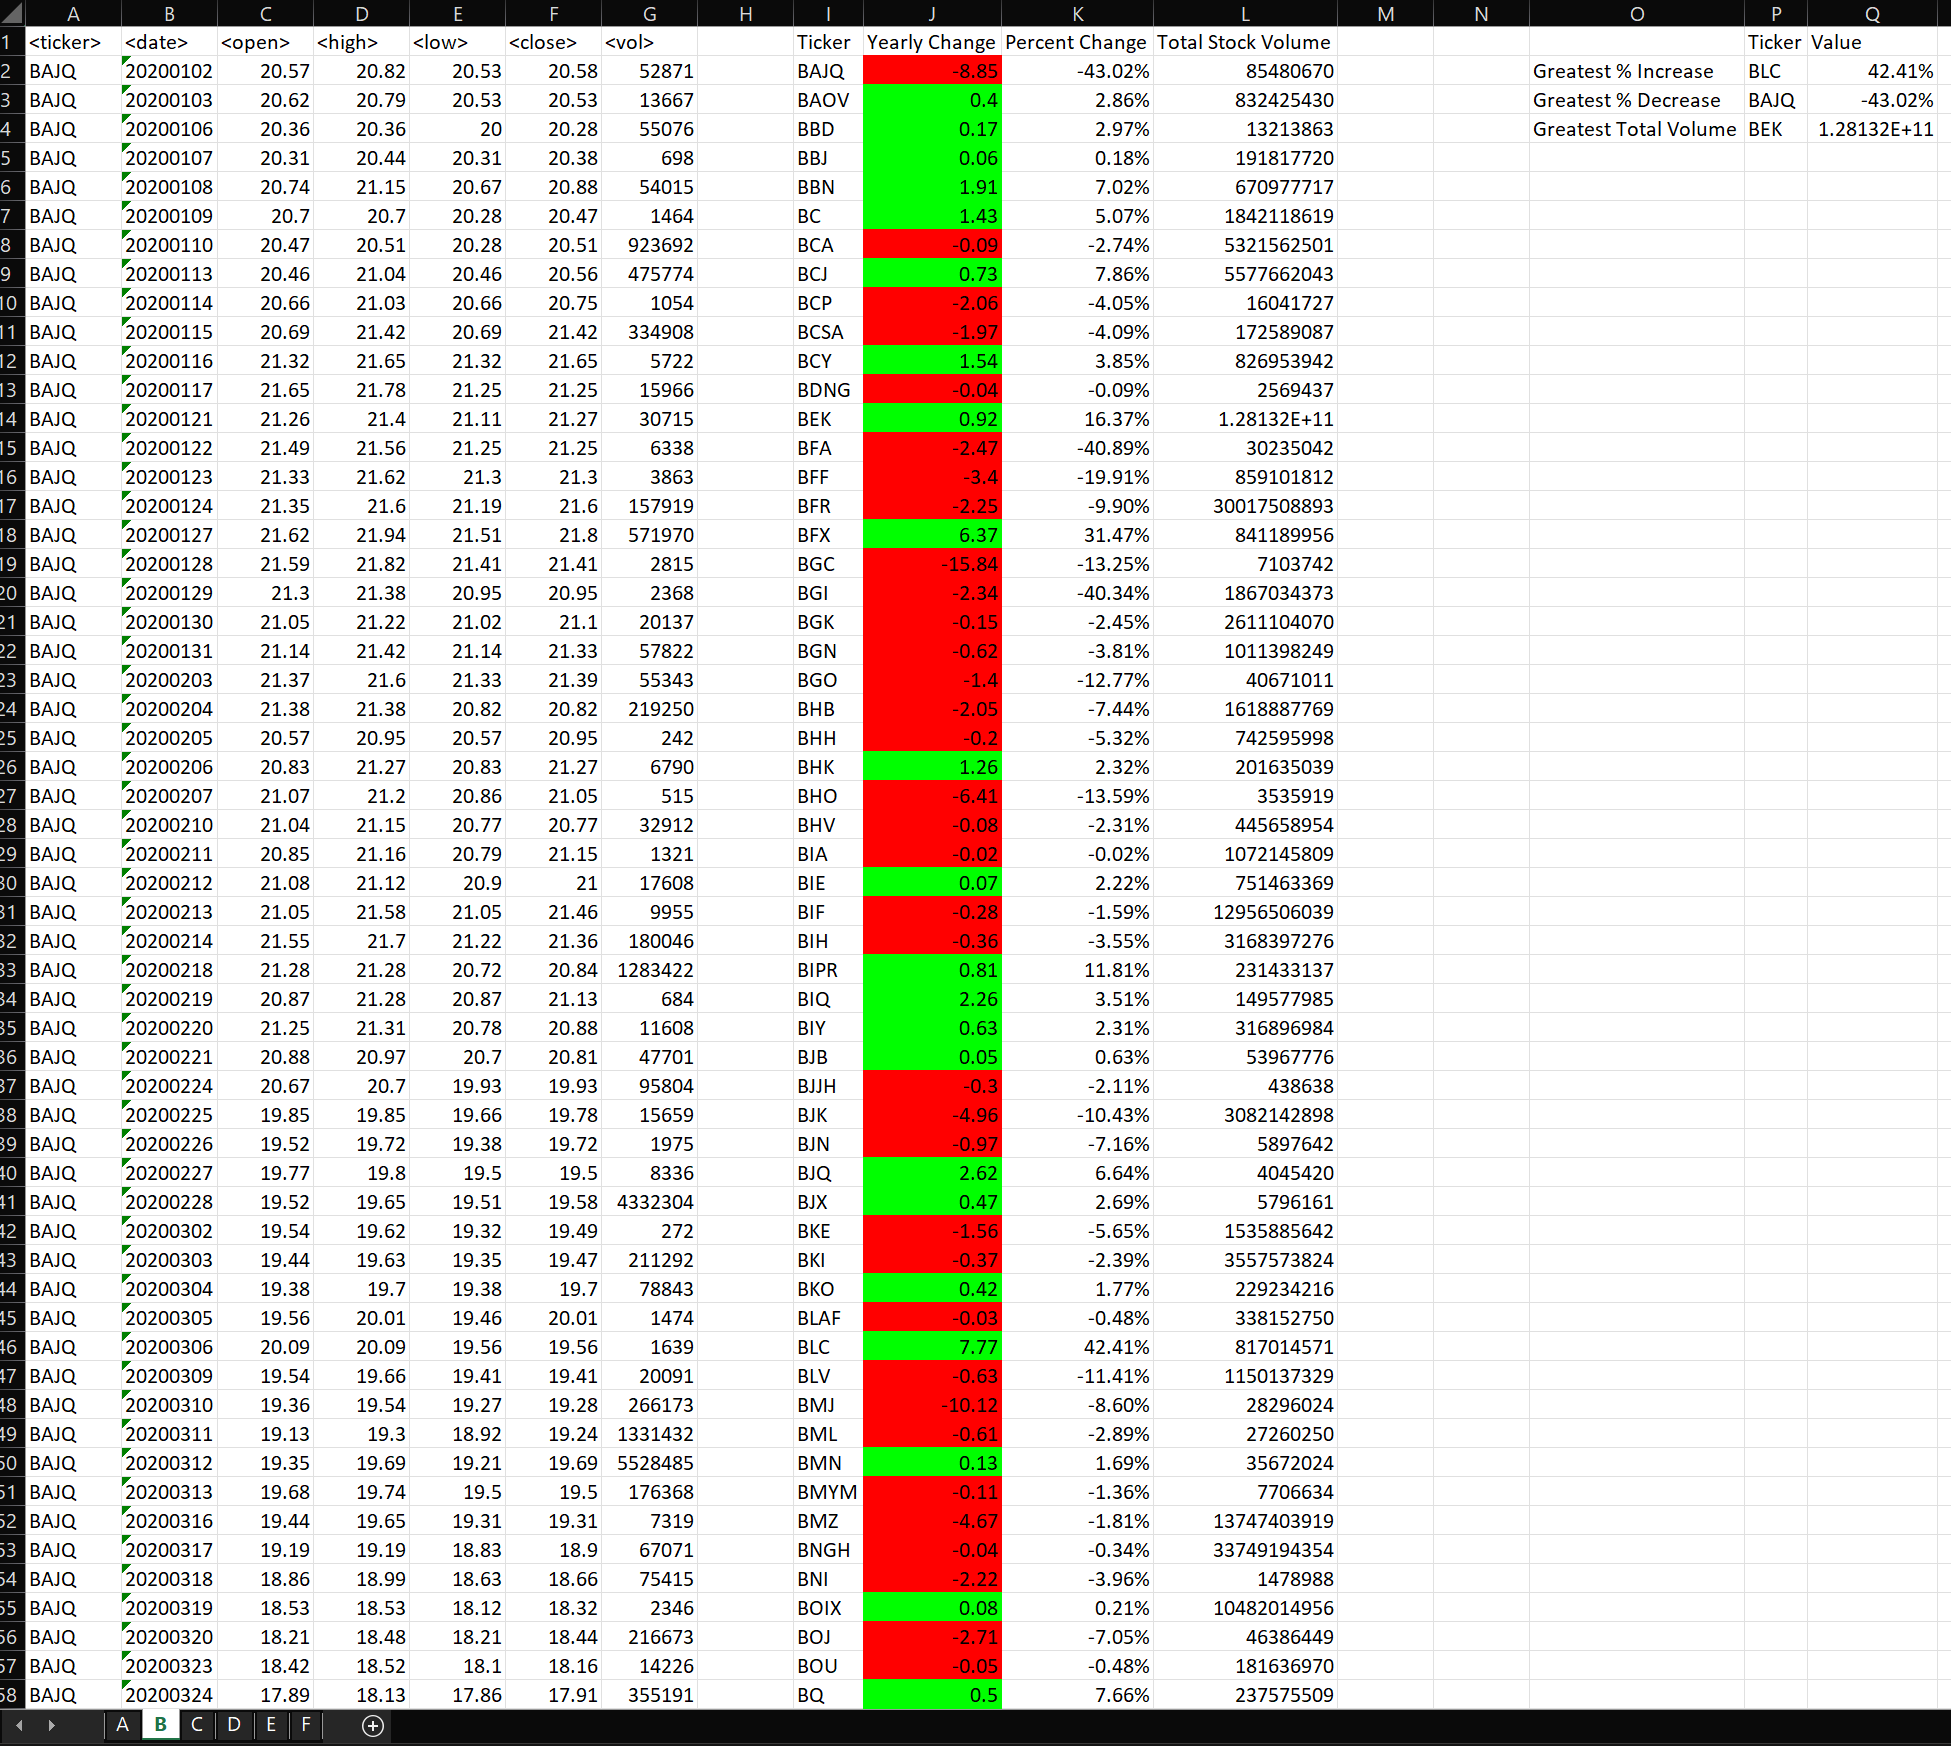 A B C D E F G H I J K L M N O P Q
1 <ticker> <date> <open> <high> <low> <close> <vol> Ticker Yearly Change Percent Change Total Stock Volume Ticker Value
2 BAJQ 20200102 20.57 20.82 20.53 20.58 52871 BAJQ -8.85 -43.02% 85480670 Greatest % Increase BLC 42.41%
3 BAJQ 20200103 20.62 20.79 20.53 20.53 13667 BAOV 0.4 2.86% 832425430 Greatest % Decrease BAJQ -43.02%
4 BAJQ 20200106 20.36 20.36 20 20.28 55076 BBD 0.17 2.97% 13213863 Greatest Total Volume BEK 1.28132E+11
5 BAJQ 20200107 20.31 20.44 20.31 20.38 698 BBJ 0.06 0.18% 191817720
6 BAJQ 20200108 20.74 21.15 20.67 20.88 54015 BBN 1.91 7.02% 670977717
7 BAJQ 20200109 20.7 20.7 20.28 20.47 1464 BC 1.43 5.07% 1842118619
8 BAJQ 20200110 20.47 20.51 20.28 20.51 923692 BCA -0.09 -2.74% 5321562501
9 BAJQ 20200113 20.46 21.04 20.46 20.56 475774 BCJ 0.73 7.86% 5577662043
10 BAJQ 20200114 20.66 21.03 20.66 20.75 1054 BCP -2.06 -4.05% 16041727
11 BAJQ 20200115 20.69 21.42 20.69 21.42 334908 BCSA -1.97 -4.09% 172589087
12 BAJQ 20200116 21.32 21.65 21.32 21.65 5722 BCY 1.54 3.85% 826953942
13 BAJQ 20200117 21.65 21.78 21.25 21.25 15966 BDNG -0.04 -0.09% 2569437
14 BAJQ 20200121 21.26 21.4 21.11 21.27 30715 BEK 0.92 16.37% 1.28132E+11
15 BAJQ 20200122 21.49 21.56 21.25 21.25 6338 BFA -2.47 -40.89% 30235042
16 BAJQ 20200123 21.33 21.62 21.3 21.3 3863 BFF -3.4 -19.91% 859101812
17 BAJQ 20200124 21.35 21.6 21.19 21.6 157919 BFR -2.25 -9.90% 30017508893
18 BAJQ 20200127 21.62 21.94 21.51 21.8 571970 BFX 6.37 31.47% 841189956
19 BAJQ 20200128 21.59 21.82 21.41 21.41 2815 BGC -15.84 -13.25% 7103742
20 BAJQ 20200129 21.3 21.38 20.95 20.95 2368 BGI -2.34 -40.34% 1867034373
21 BAJQ 20200130 21.05 21.22 21.02 21.1 20137 BGK -0.15 -2.45% 2611104070
22 BAJQ 20200131 21.14 21.42 21.14 21.33 57822 BGN -0.62 -3.81% 1011398249
23 BAJQ 20200203 21.37 21.6 21.33 21.39 55343 BGO -1.4 -12.77% 40671011
24 BAJQ 20200204 21.38 21.38 20.82 20.82 219250 BHB -2.05 -7.44% 1618887769
25 BAJQ 20200205 20.57 20.95 20.57 20.95 242 BHH -0.2 -5.32% 742595998
26 BAJQ 20200206 20.83 21.27 20.83 21.27 6790 BHK 1.26 2.32% 201635039
27 BAJQ 20200207 21.07 21.2 20.86 21.05 515 BHO -6.41 -13.59% 3535919
28 BAJQ 20200210 21.04 21.15 20.77 20.77 32912 BHV -0.08 -2.31% 445658954
29 BAJQ 20200211 20.85 21.16 20.79 21.15 1321 BIA -0.02 -0.02% 1072145809
30 BAJQ 20200212 21.08 21.12 20.9 21 17608 BIE 0.07 2.22% 751463369
31 BAJQ 20200213 21.05 21.58 21.05 21.46 9955 BIF -0.28 -1.59% 12956506039
32 BAJQ 20200214 21.55 21.7 21.22 21.36 180046 BIH -0.36 -3.55% 3168397276
33 BAJQ 20200218 21.28 21.28 20.72 20.84 1283422 BIPR 0.81 11.81% 231433137
34 BAJQ 20200219 20.87 21.28 20.87 21.13 684 BIQ 2.26 3.51% 149577985
35 BAJQ 20200220 21.25 21.31 20.78 20.88 11608 BIY 0.63 2.31% 316896984
36 BAJQ 20200221 20.88 20.97 20.7 20.81 47701 BJB 0.05 0.63% 53967776
37 BAJQ 20200224 20.67 20.7 19.93 19.93 95804 BJJH -0.3 -2.11% 438638
38 BAJQ 20200225 19.85 19.85 19.66 19.78 15659 BJK -4.96 -10.43% 3082142898
39 BAJQ 20200226 19.52 19.72 19.38 19.72 1975 BJN -0.97 -7.16% 5897642
40 BAJQ 20200227 19.77 19.8 19.5 19.5 8336 BJQ 2.62 6.64% 4045420
41 BAJQ 20200228 19.52 19.65 19.51 19.58 4332304 BJX 0.47 2.69% 5796161
42 BAJQ 20200302 19.54 19.62 19.32 19.49 272 BKE -1.56 -5.65% 1535885642
43 BAJQ 20200303 19.44 19.63 19.35 19.47 211292 BKI -0.37 -2.39% 3557573824
44 BAJQ 20200304 19.38 19.7 19.38 19.7 78843 BKO 0.42 1.77% 229234216
45 BAJQ 20200305 19.56 20.01 19.46 20.01 1474 BLAF -0.03 -0.48% 338152750
46 BAJQ 20200306 20.09 20.09 19.56 19.56 1639 BLC 7.77 42.41% 817014571
47 BAJQ 20200309 19.54 19.66 19.41 19.41 20091 BLV -0.63 -11.41% 1150137329
48 BAJQ 20200310 19.36 19.54 19.27 19.28 266173 BMJ -10.12 -8.60% 28296024
49 BAJQ 20200311 19.13 19.3 18.92 19.24 1331432 BML -0.61 -2.89% 27260250
50 BAJQ 20200312 19.35 19.69 19.21 19.69 5528485 BMN 0.13 1.69% 35672024
51 BAJQ 20200313 19.68 19.74 19.5 19.5 176368 BMYM -0.11 -1.36% 7706634
52 BAJQ 20200316 19.44 19.65 19.31 19.31 7319 BMZ -4.67 -1.81% 13747403919
53 BAJQ 20200317 19.19 19.19 18.83 18.9 67071 BNGH -0.04 -0.34% 33749194354
54 BAJQ 20200318 18.86 18.99 18.63 18.66 75415 BNI -2.22 -3.96% 1478988
55 BAJQ 20200319 18.53 18.53 18.12 18.32 2346 BOIX 0.08 0.21% 10482014956
56 BAJQ 20200320 18.21 18.48 18.21 18.44 216673 BOJ -2.71 -7.05% 46386449
57 BAJQ 20200323 18.42 18.52 18.1 18.16 14226 BOU -0.05 -0.48% 181636970
58 BAJQ 20200324 17.89 18.13 17.86 17.91 355191 BQ 0.5 7.66% 237575509
A B C D E F